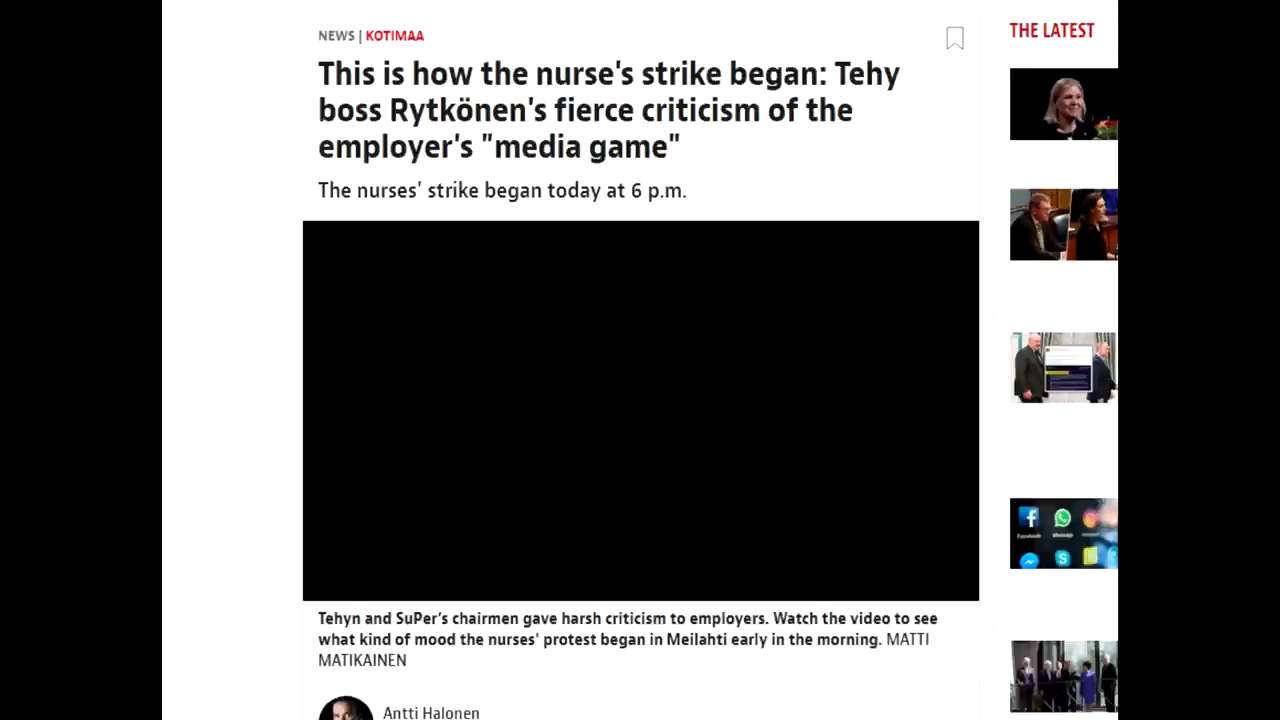 NEWS | KOTIMAA
This is how the nurse's strike began: Tehy
boss Rytkönen's fierce criticism of the
employer's "media game"
The nurses' strike began today at 6 p.m.
Tehyn and SuPer's chairmen gave harsh criticism to employers. Watch the video to see
what kind of mood the nurses' protest began in Meilahti early in the morning. MATTI
MATIKAINEN
Antti Halonen
THE LATEST